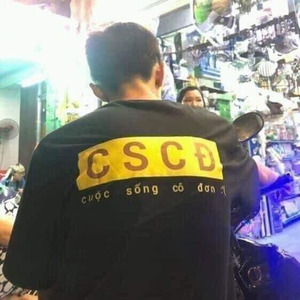 CSCĐ
cuộc sống cô đơn :(